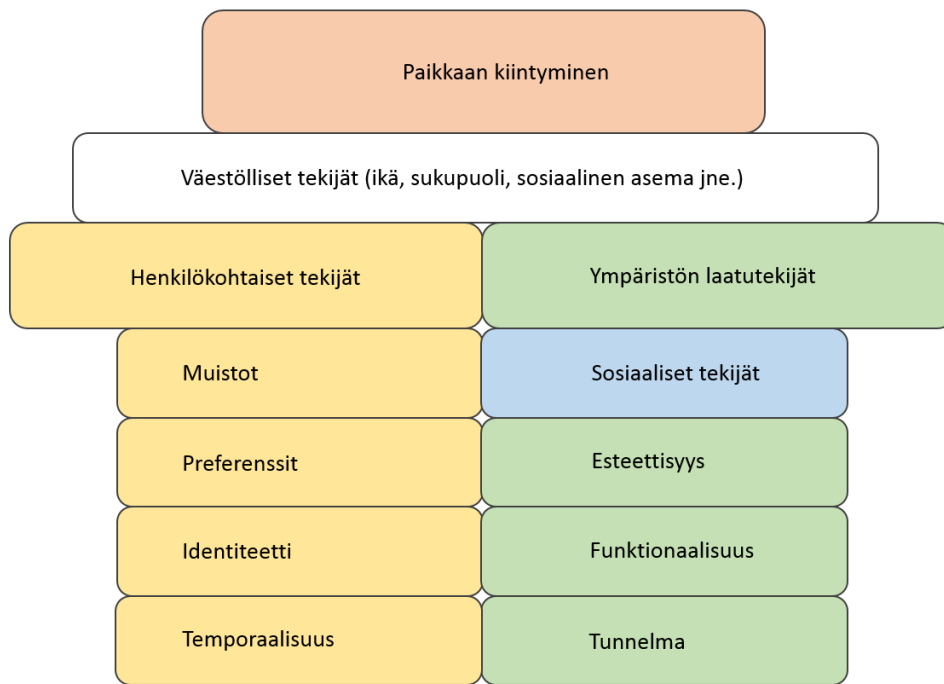 Paikkaan kiintyminen
Väestölliset tekijät (ikä, sukupuoli, sosiaalinen asema jne.)
Henkilökohtaiset tekijät
Ympäristön laatutekijät
Muistot
Sosiaaliset tekijät
Preferenssit
Esteettisyys
Identiteetti
Funktionaalisuus
Temporaalisuus
Tunnelma